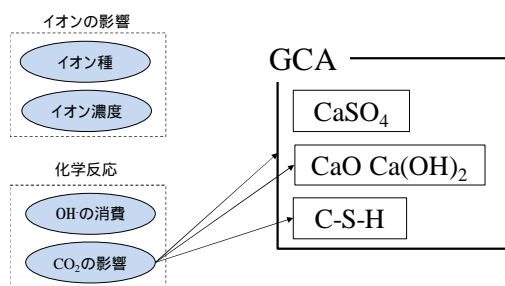 イオンの影響
イオン種
イオン濃度
化学反応
OH⁻の消費
CO₂の影響
GCA
CaSO₄
CaO Ca(OH)₂
C-S-H